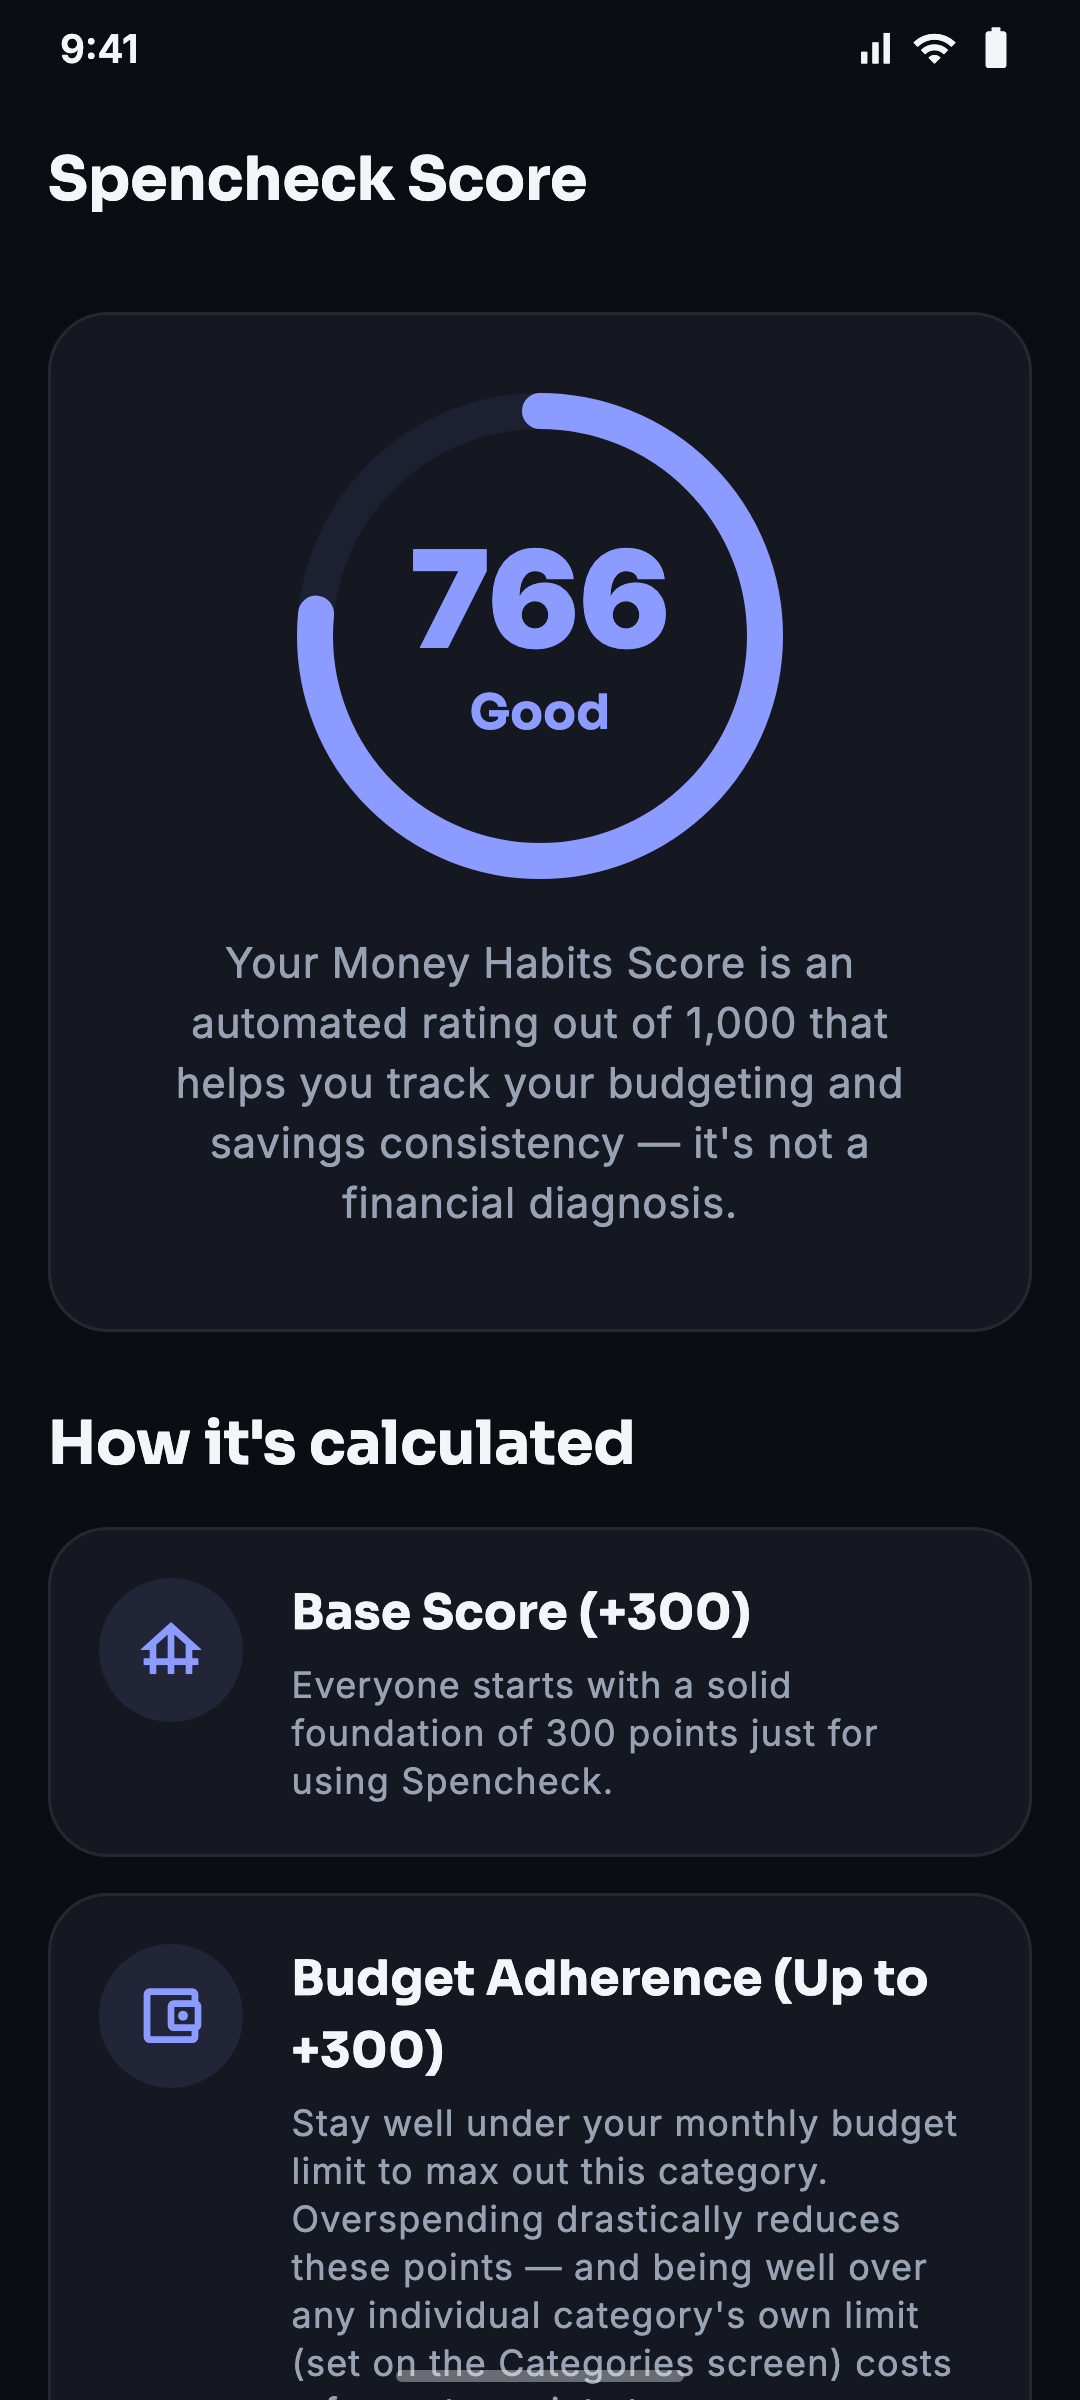 9:41
Spencheck Score
766
Good
Your Money Habits Score is an
automated rating out of 1,000 that
helps you track your budgeting and
savings consistency — it's not a
financial diagnosis.
How it's calculated
Base Score (+300)
Everyone starts with a solid
foundation of 300 points just for
using Spencheck.
Budget Adherence (Up to
+300)
Stay well under your monthly budget
limit to max out this category.
Overspending drastically reduces
these points — and being well over
any individual category's own limit
(set on the Categories screen) costs